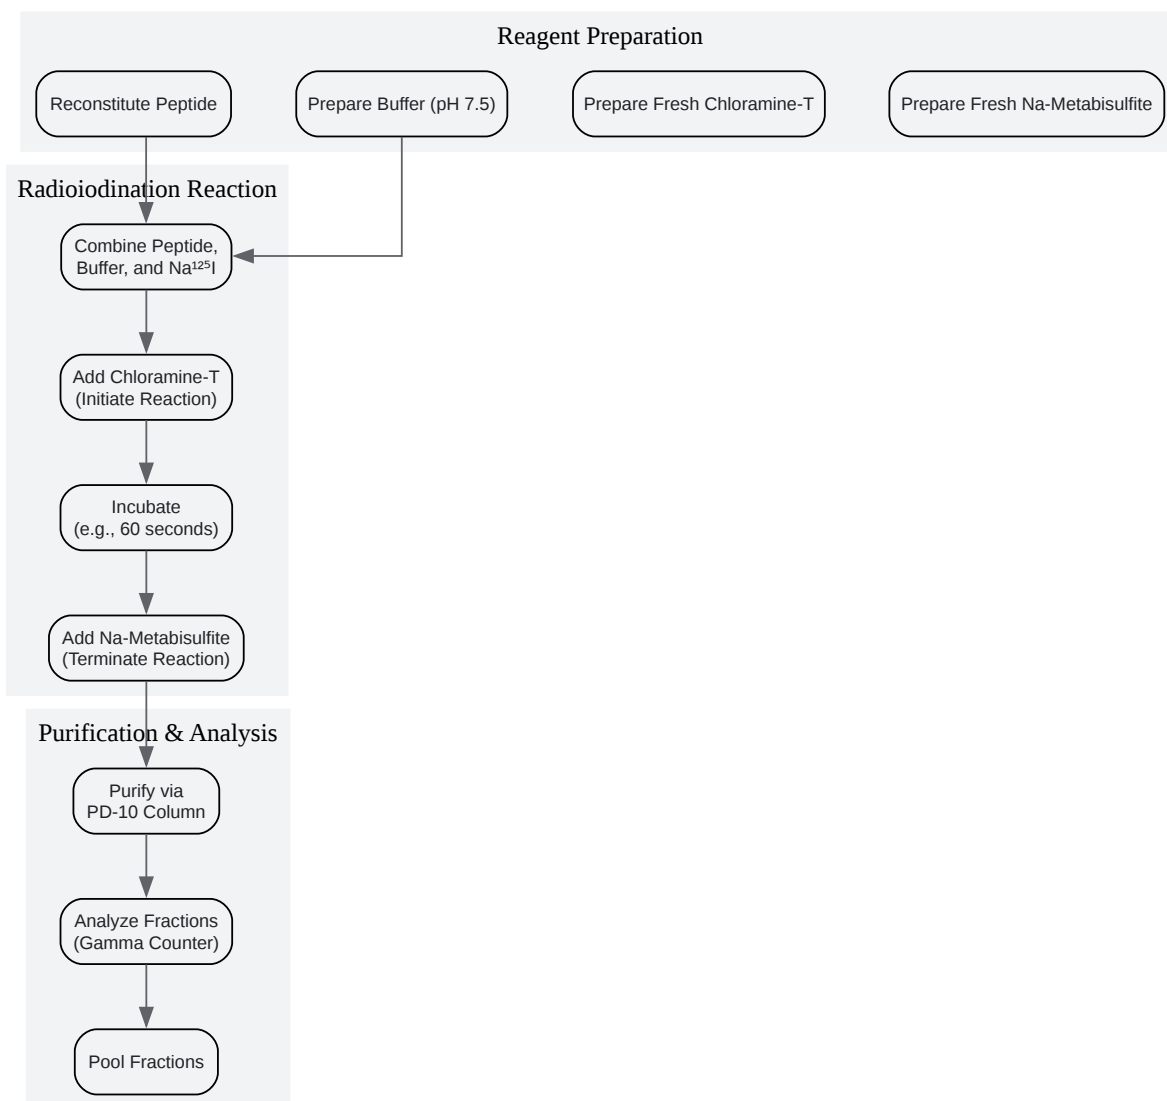 Reagent Preparation
Reconstitute Peptide
Prepare Buffer (pH 7.5)
Prepare Fresh Chloramine-T
Prepare Fresh Na-Metabisulfite
Radioiodination Reaction
Combine Peptide,
Buffer, and Na¹²⁵I
Add Chloramine-T
(Initiate Reaction)
Incubate
(e.g., 60 seconds)
Add Na-Metabisulfite
(Terminate Reaction)
Purification & Analysis
Purify via
PD-10 Column
Analyze Fractions
(Gamma Counter)
Pool Fractions